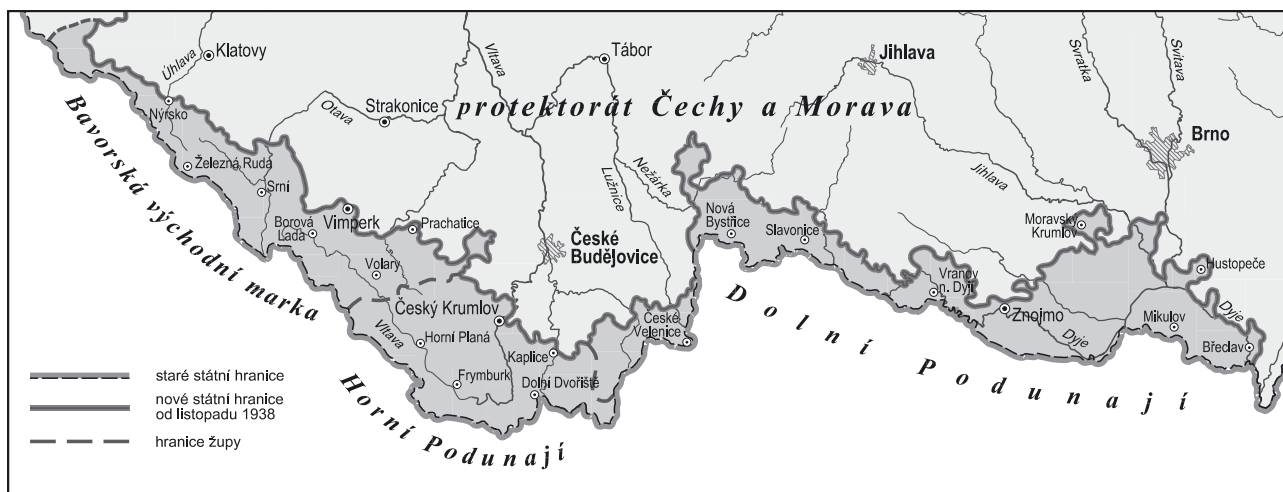 Klatovy
Úhlava
Nýrsko
Železná Ruda
Srní
Otava
Strakonice
Vltava
Tábor
Jihlava
Svratka
Svitava
protektorát Čechy a Morava
Brno
Bavorská východní marka
Vimperk
Borová
Lada
Prachatice
Volary
České
Budějovice
Lužnice
Nežárka
Nová
Bystřice
Slavonice
Jihlava
Moravský
Krumlov
Vranov
n. Dyjí
Znojmo
Dyje
Hustopeče
Dyje
Mikulov
Břeclav
Český Krumlov
Vltava
Horní Planá
Kaplice
České
Velenice
Frymburk
Dolní Dvořiště
Horní Podunají
Dolní Podunají
staré státní hranice
nové státní hranice
od listopadu 1938
hranice župy